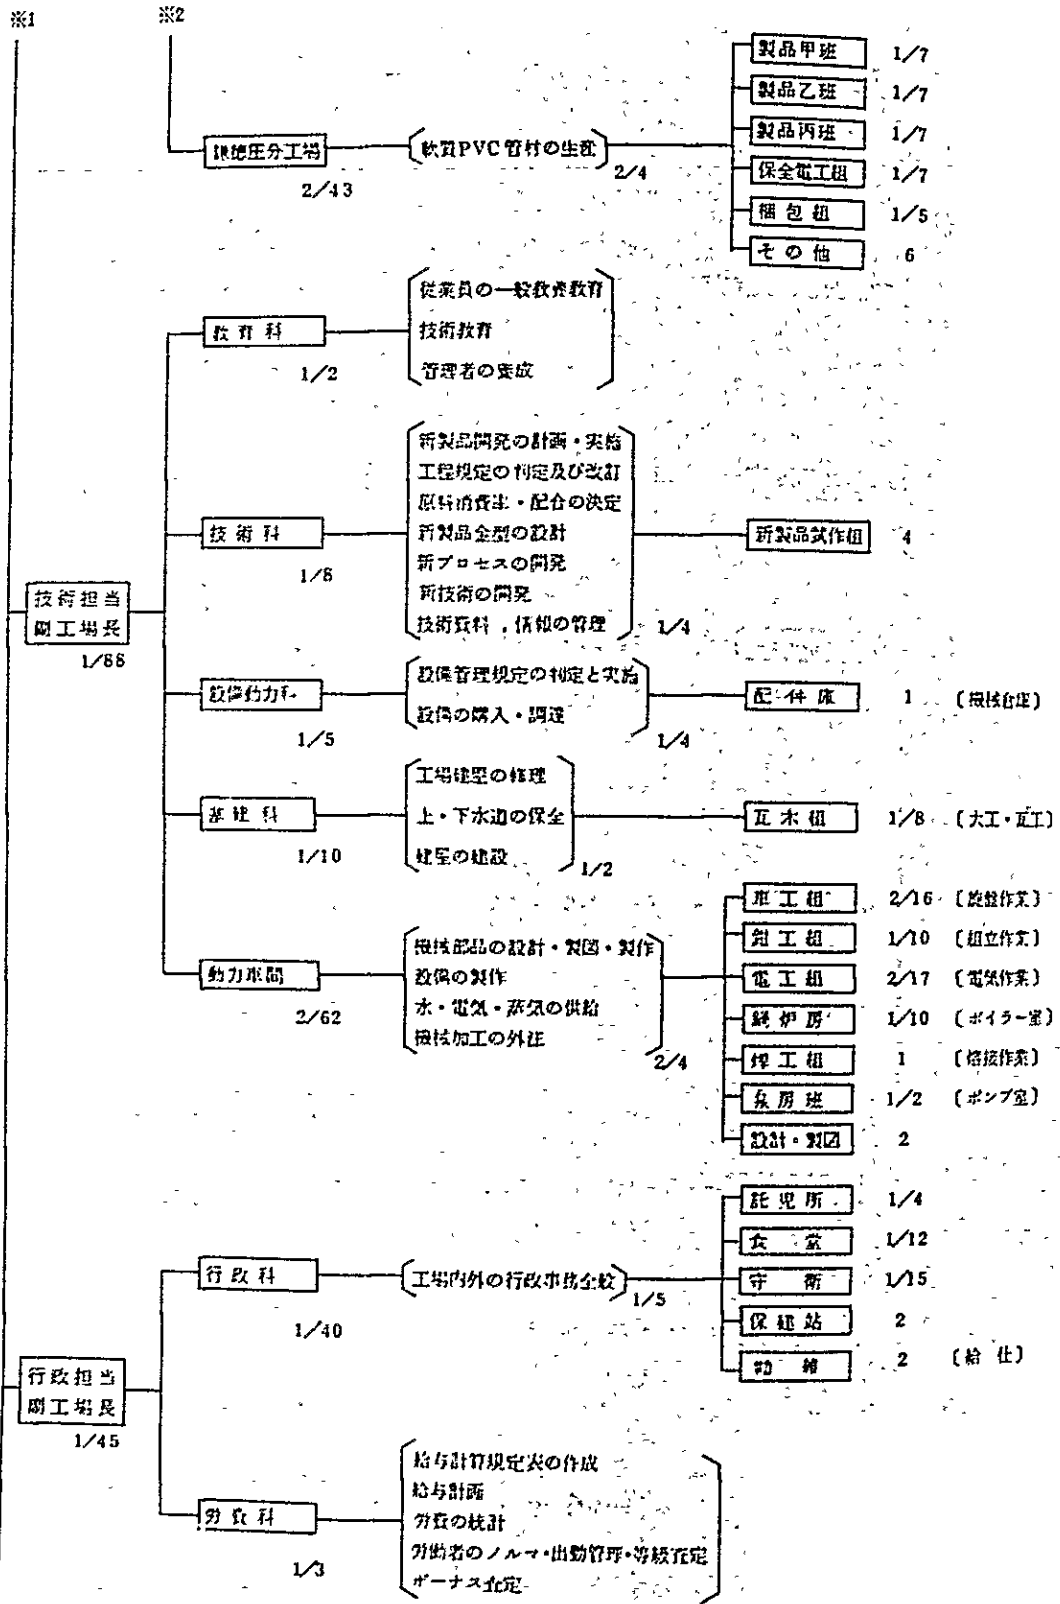 ※1
※2
分工場
2/43
軟質PVC管材の生産
2/4
製品甲班 1/7
製品乙班 1/7
製品丙班 1/7
保全電工組 1/7
梱包組 1/5
その他 6
教育科
1/2
従業員の一般教養教育
技術教育
管理者の養成
技術科
1/8
新製品開発の計画・実施
工程規定の制定及び改訂
原料消費率・配合の決定
新製品金型の設計
新プロセスの開発
新技術の開発
技術資料、情報の管理
1/4
新製品試作組 4
技術担当
副工場長
1/88
設備動力科
1/5
設備管理規定の制定と実施
設備の購入・調達
1/4
配件庫 1 〔機械倉庫〕
基建科
1/10
工場建屋の修理
上・下水道の保全
建屋の建設
1/2
瓦木組 1/8 〔大工・瓦工〕
動力車間
2/62
機械部品の設計・製図・製作
設備の製作
水・電気・蒸気の供給
機械加工の外注
2/4
車工組 2/16 〔旋盤作業〕
鉗工組 1/10 〔組立作業〕
電工組 2/17 〔電気作業〕
鍋炉房 1/10 〔ボイラー室〕
焊工組 1 〔熔接作業〕
泵房班 1/2 〔ポンプ室〕
設計・製図 2
行政科
1/40
工場内外の行政事務全般
1/5
託児所 1/4
食堂 1/12
守衛 1/15
保健站 2
勤雑 2 〔給仕〕
行政担当
副工場長
1/45
労資科
1/3
給与計算規定表の作成
給与計画
労資の統計
労働者のノルマ・出勤管理・等級査定
ボーナス査定